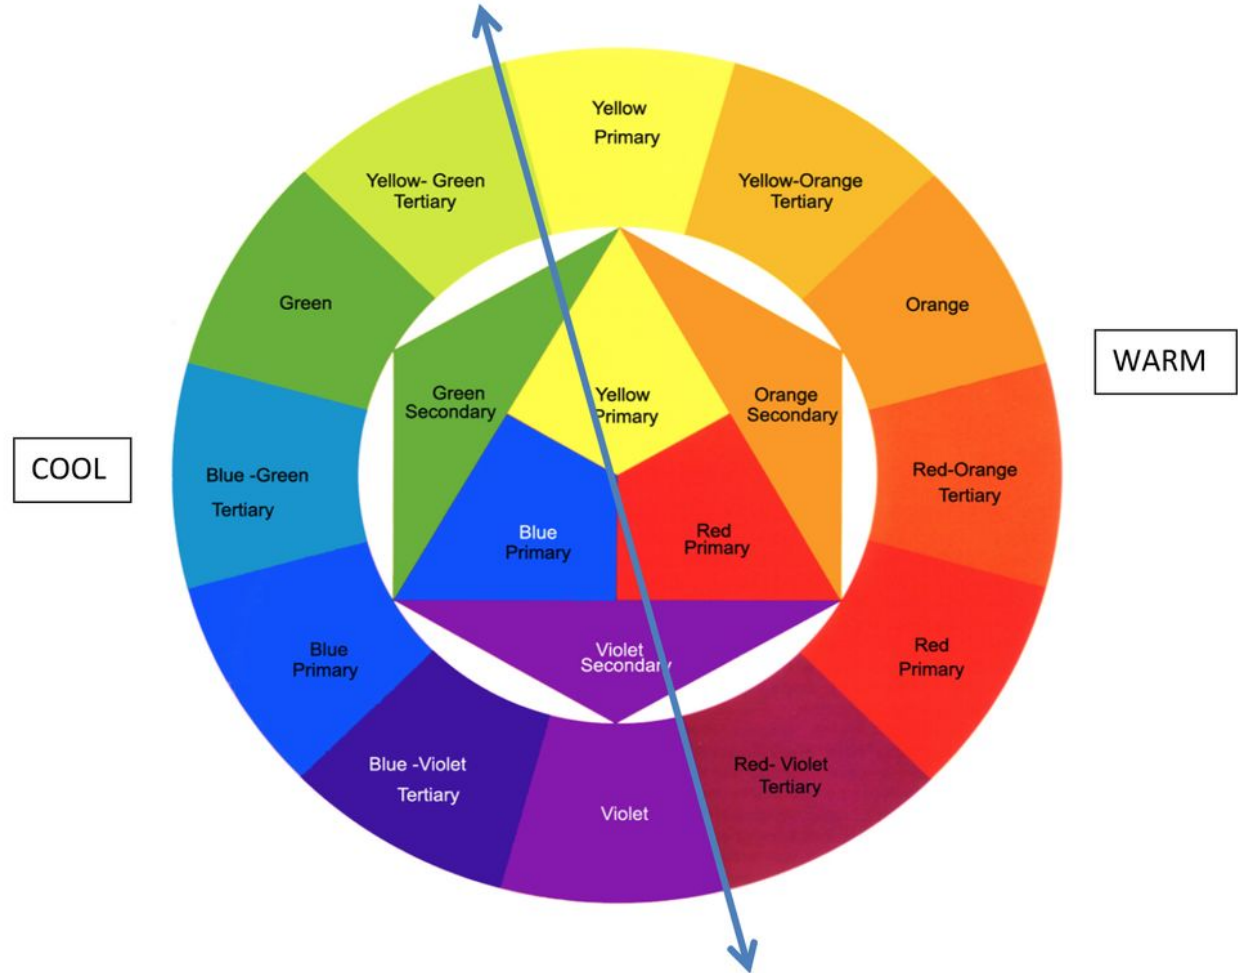 Yellow
Primary
Yellow- Green
Tertiary
Yellow-Orange
Tertiary
Green
Orange
WARM
Green
Secondary
Yellow
Primary
Orange
Secondary
COOL
Blue -Green
Tertiary
Red-Orange
Tertiary
Blue
Primary
Red
Primary
Blue
Primary
Violet
Secondary
Red
Primary
Blue -Violet
Tertiary
Violet
Red- Violet
Tertiary